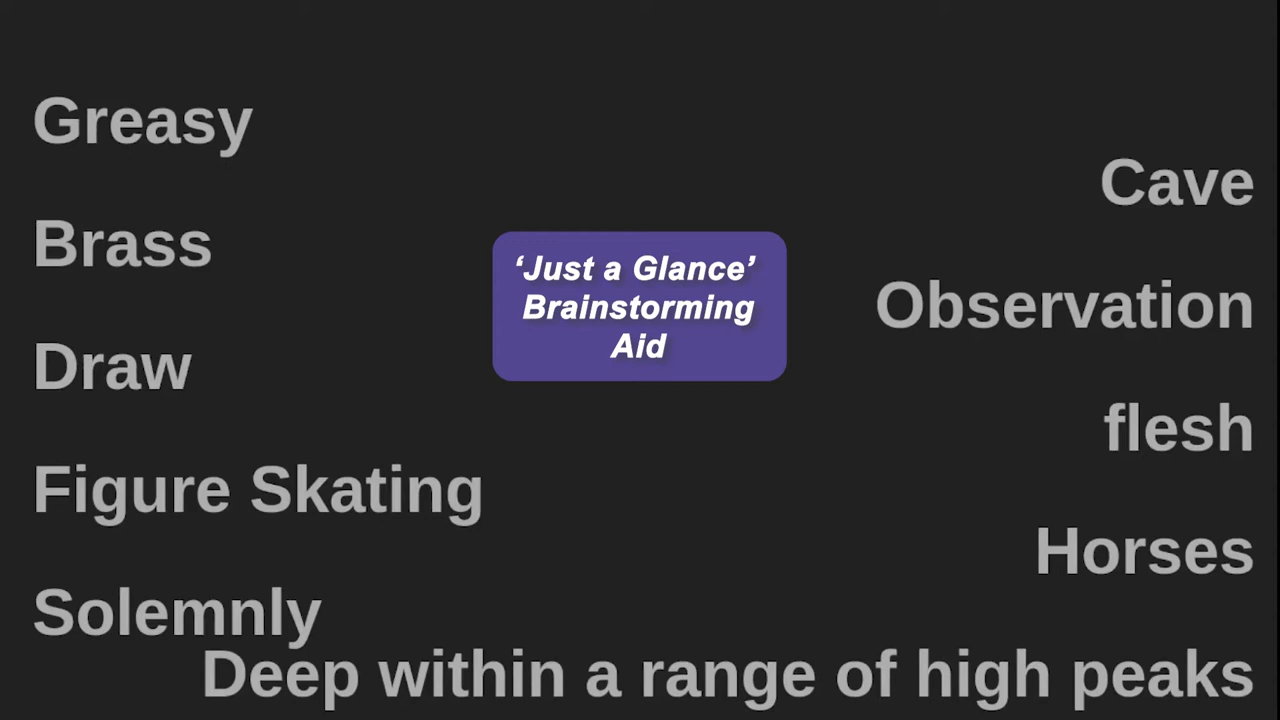 Greasy
Cave
Brass
‘Just a Glance’
Brainstorming
Aid
Observation
Draw
flesh
Figure Skating
Horses
Solemnly
Deep within a range of high peaks